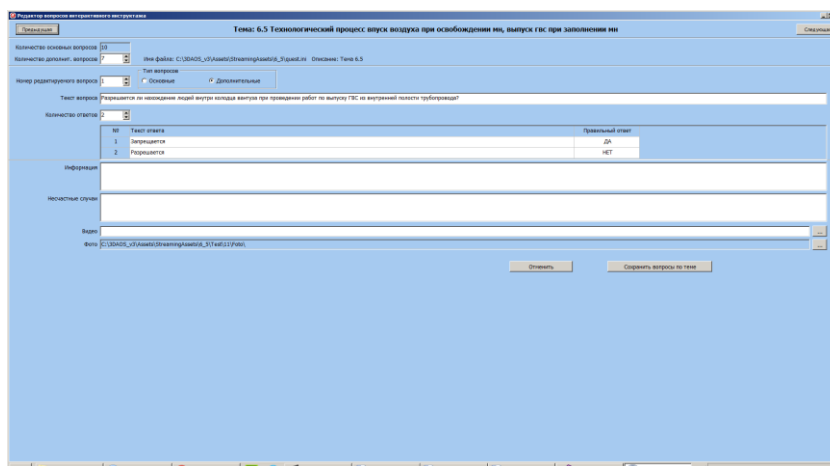 Редактор вопросов интерактивного инструктажа
Предыдущая
Тема: 6.5 Технологический процесс впуск воздуха при освобождении мн, выпуск гвс при заполнении мн
Следующая
Количество основных вопросов 10
Количество дополнит. вопросов 7
Имя файла: C:\3DAOS_v3\Assets\StreamingAssets\6_5\quest.ini Описание: Тема 6.5
Тип вопросов
Номер редактируемого вопроса 1
Основные
Дополнительные
Текст вопроса Разрешается ли нахождение людей внутри колодца вантуза при проведении работ по выпуску ГВС из внутренней полости трубопровода?
Количество ответов 2
№ Текст ответа Правильный ответ
1 Запрещается ДА
2 Разрешается НЕТ
Информация
Несчастные случаи
Видео
...
Фото C:\3DAOS_v3\Assets\StreamingAssets\6_5\Test\11\Foto\
...
Отменить
Сохранить вопросы по теме